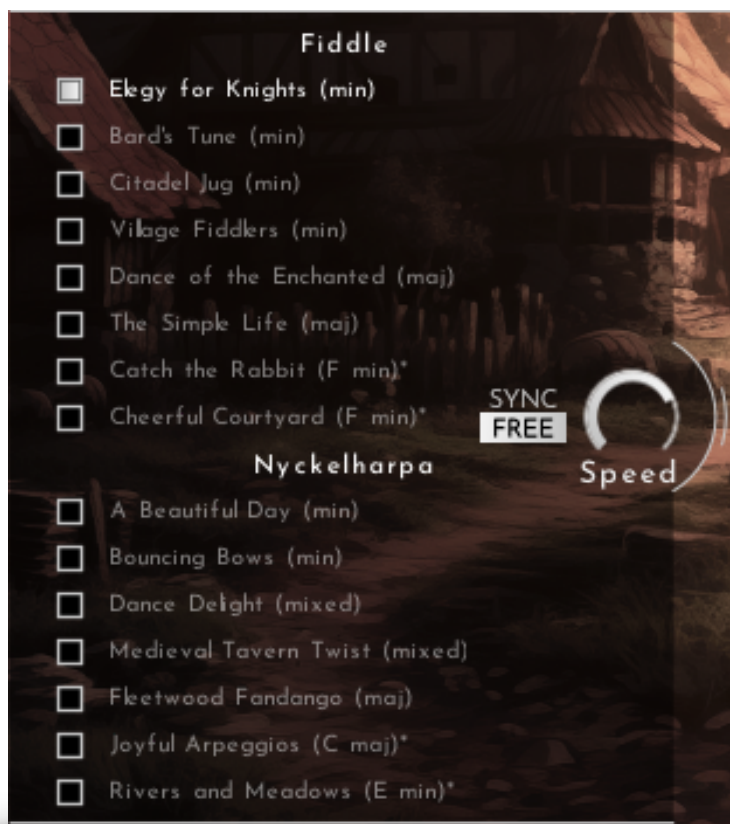 Fiddle
Elegy for Knights (min)
Bard's Tune (min)
Citadel Jug (min)
Village Fiddlers (min)
Dance of the Enchanted (maj)
The Simple Life (maj)
Catch the Rabbit (F min)*
Cheerful Courtyard (F min)*
SYNC
FREE
Speed
Nyckelharpa
A Beautiful Day (min)
Bouncing Bows (min)
Dance Delight (mixed)
Medieval Tavern Twist (mixed)
Fleetwood Fandango (maj)
Joyful Arpeggios (C maj)*
Rivers and Meadows (E min)*